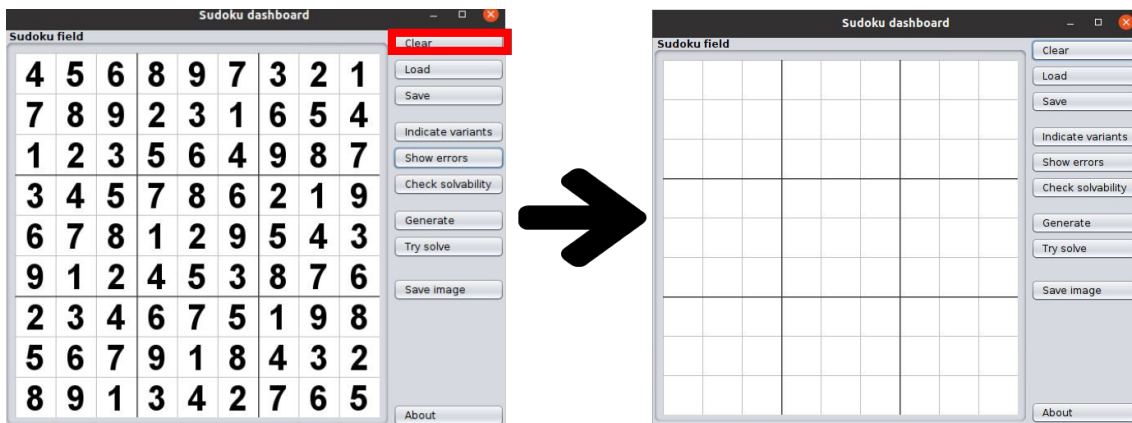 Sudoku dashboard
Sudoku field
4 5 6 8 9 7 3 2 1
7 8 9 2 3 1 6 5 4
1 2 3 5 6 4 9 8 7
3 4 5 7 8 6 2 1 9
6 7 8 1 2 9 5 4 3
9 1 2 4 5 3 8 7 6
2 3 4 6 7 5 1 9 8
5 6 7 9 1 8 4 3 2
8 9 1 3 4 2 7 6 5
Clear
Load
Save
Indicate variants
Show errors
Check solvability
Generate
Try solve
Save image
About
Sudoku dashboard
Sudoku field
Clear
Load
Save
Indicate variants
Show errors
Check solvability
Generate
Try solve
Save image
About